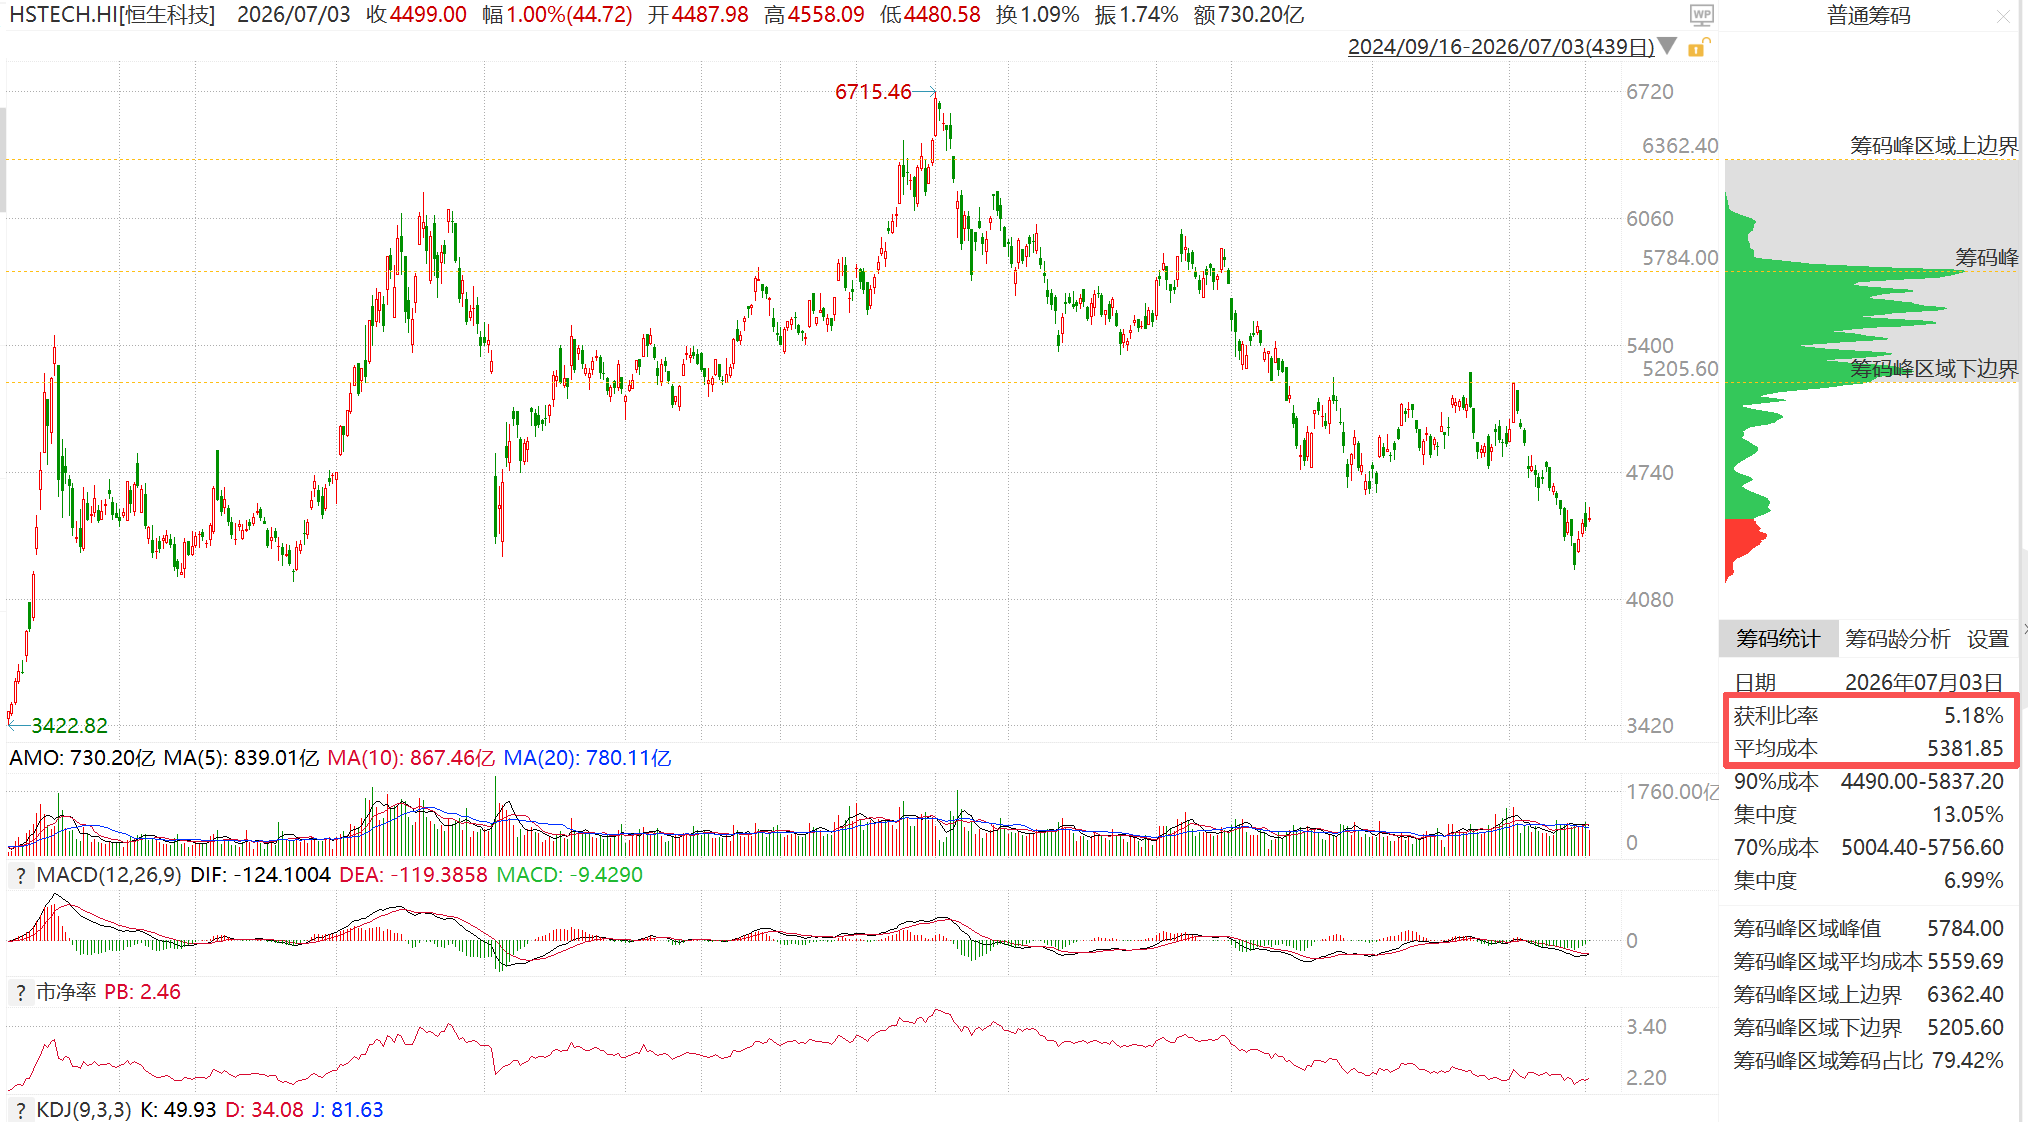 HSTECH.HI[恒生科技] 2026/07/03 收4499.00 幅1.00%(44.72) 开4487.98 高4558.09 低4480.58 换1.09% 振1.74% 额730.20亿
WP
普通筹码
2024/09/16-2026/07/03(439日)
6715.46
6720
6362.40
6060
5784.00
5400
5205.60
4740
4080
3420
3422.82
筹码峰区域上边界
筹码峰
筹码峰区域下边界
AMO: 730.20亿 MA(5): 839.01亿 MA(10): 867.46亿 MA(20): 780.11亿
1760.00亿
0
? MACD(12,26,9) DIF: -124.1004 DEA: -119.3858 MACD: -9.4290
0
? 市净率 PB: 2.46
3.40
2.20
? KDJ(9,3,3) K: 49.93 D: 34.08 J: 81.63
筹码统计 筹码龄分析 设置
日期 2026年07月03日
获利比率 5.18%
平均成本 5381.85
90%成本 4490.00-5837.20
集中度 13.05%
70%成本 5004.40-5756.60
集中度 6.99%
筹码峰区域峰值 5784.00
筹码峰区域平均成本 5559.69
筹码峰区域上边界 6362.40
筹码峰区域下边界 5205.60
筹码峰区域筹码占比 79.42%